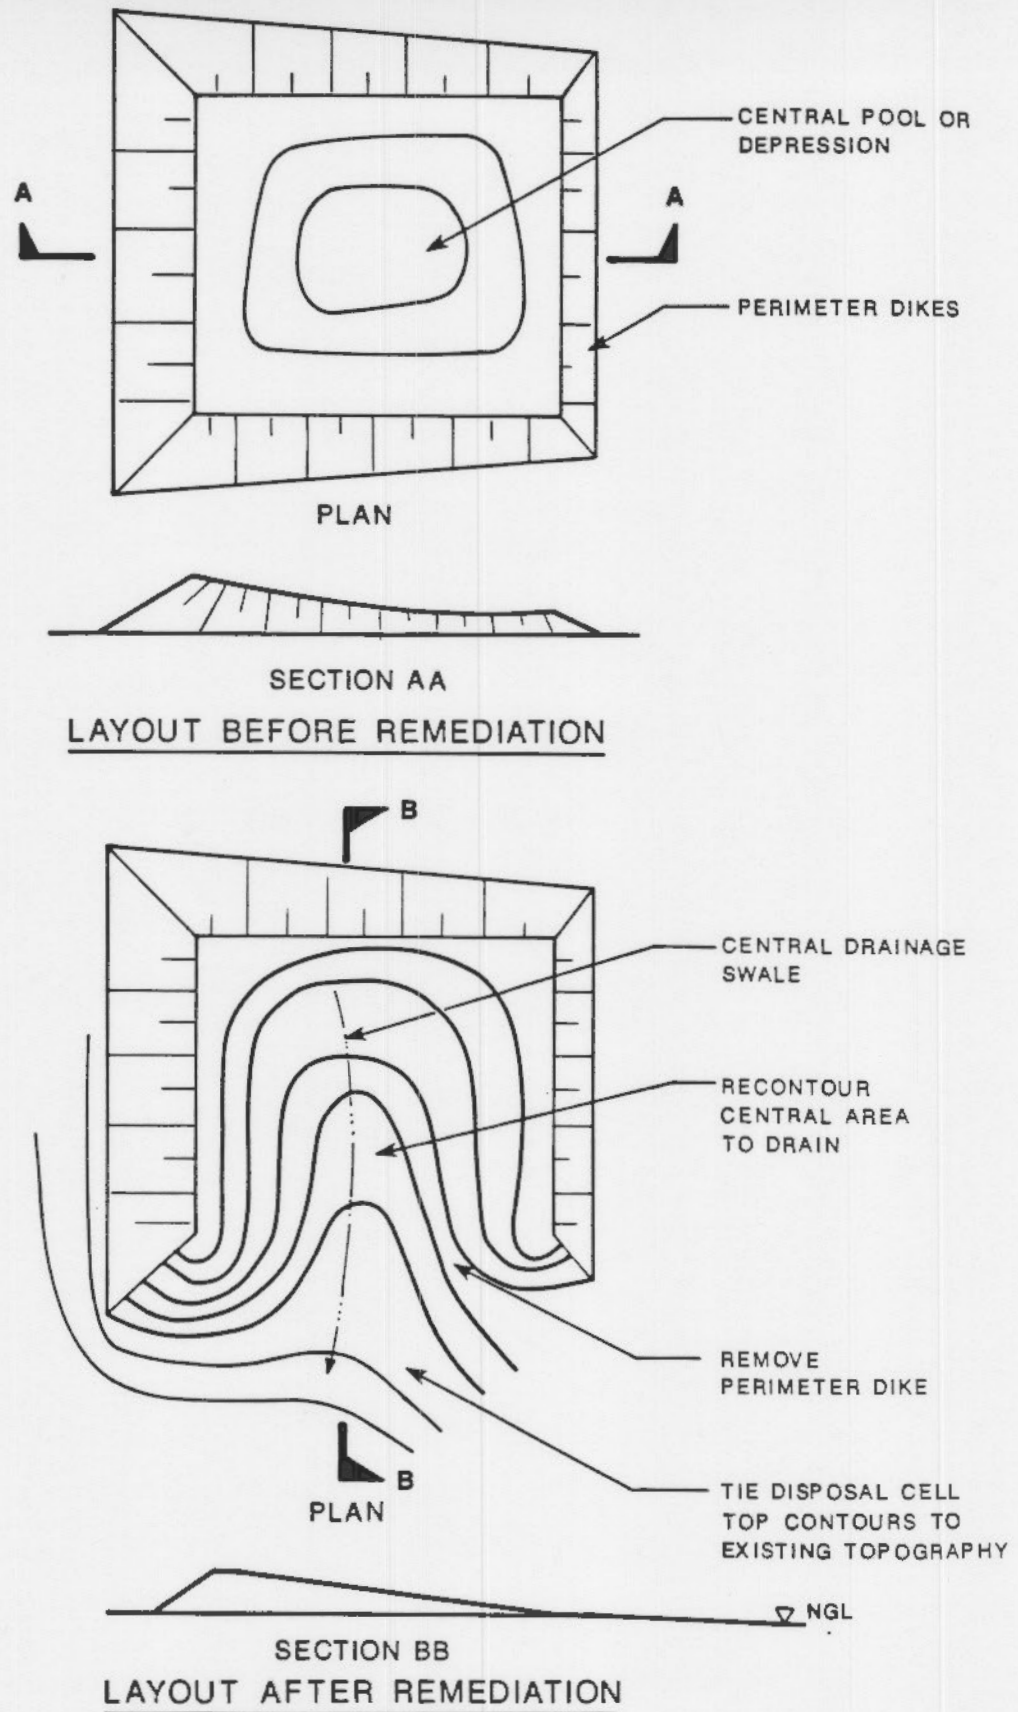 CENTRAL POOL OR
DEPRESSION
A
A
PERIMETER DIKES
PLAN
SECTION AA
LAYOUT BEFORE REMEDIATION
B
CENTRAL DRAINAGE
SWALE
RECONTOUR
CENTRAL AREA
TO DRAIN
REMOVE
PERIMETER DIKE
B
PLAN
TIE DISPOSAL CELL
TOP CONTOURS TO
EXISTING TOPOGRAPHY
NGL
SECTION BB
LAYOUT AFTER REMEDIATION